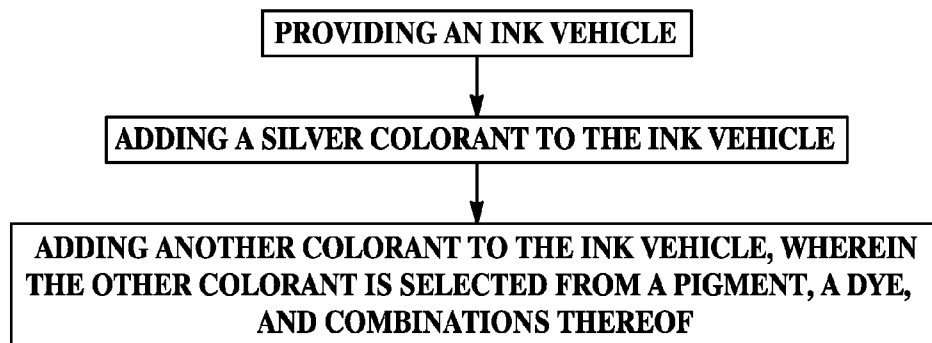 PROVIDING AN INK VEHICLE
ADDING A SILVER COLORANT TO THE INK VEHICLE
ADDING ANOTHER COLORANT TO THE INK VEHICLE, WHEREIN
THE OTHER COLORANT IS SELECTED FROM A PIGMENT, A DYE,
AND COMBINATIONS THEREOF